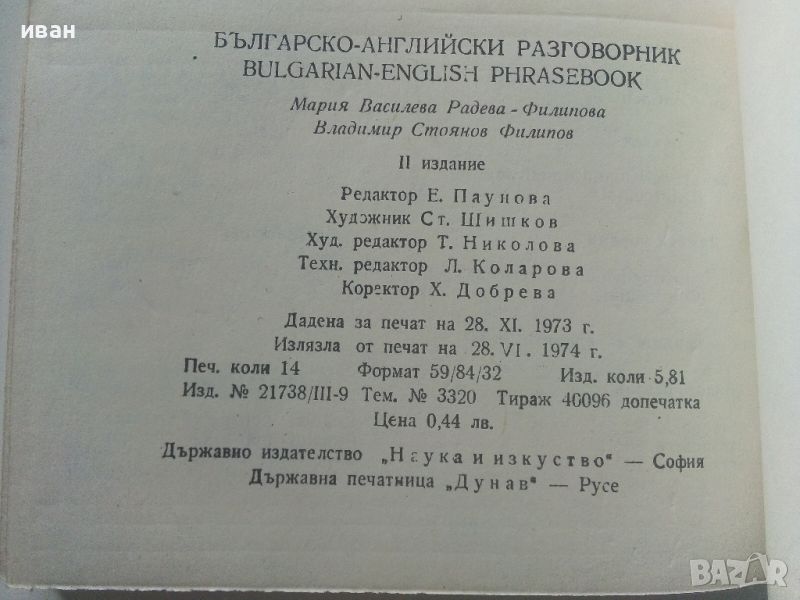 иван
БЪЛГАРСКО-АНГЛИЙСКИ РАЗГОВОРНИК
BULGARIAN-ENGLISH PHRASEBOOK
Мария Василева Радева - Филипова
Владимир Стоянов Филипов
II издание
Редактор Е. Паунова
Художник Ст. Шишков
Худ. редактор Т. Николова
Техн. редактор Л. Коларова
Коректор Х. Добрева
Дадена за печат на 28. XI. 1973 г.
Излязла от печат на 28. VI. 1974 г.
Печ. коли 14 Формат 59/84/32 Изд. коли 5,81
Изд. № 21738/III-9 Тем. № 3320 Тираж 40096 допечатка
Цена 0,44 лв.
Държавно издателство „Наука и изкуство“ — София
Държавна печатница „Дунав“ — Русе
BAZAR